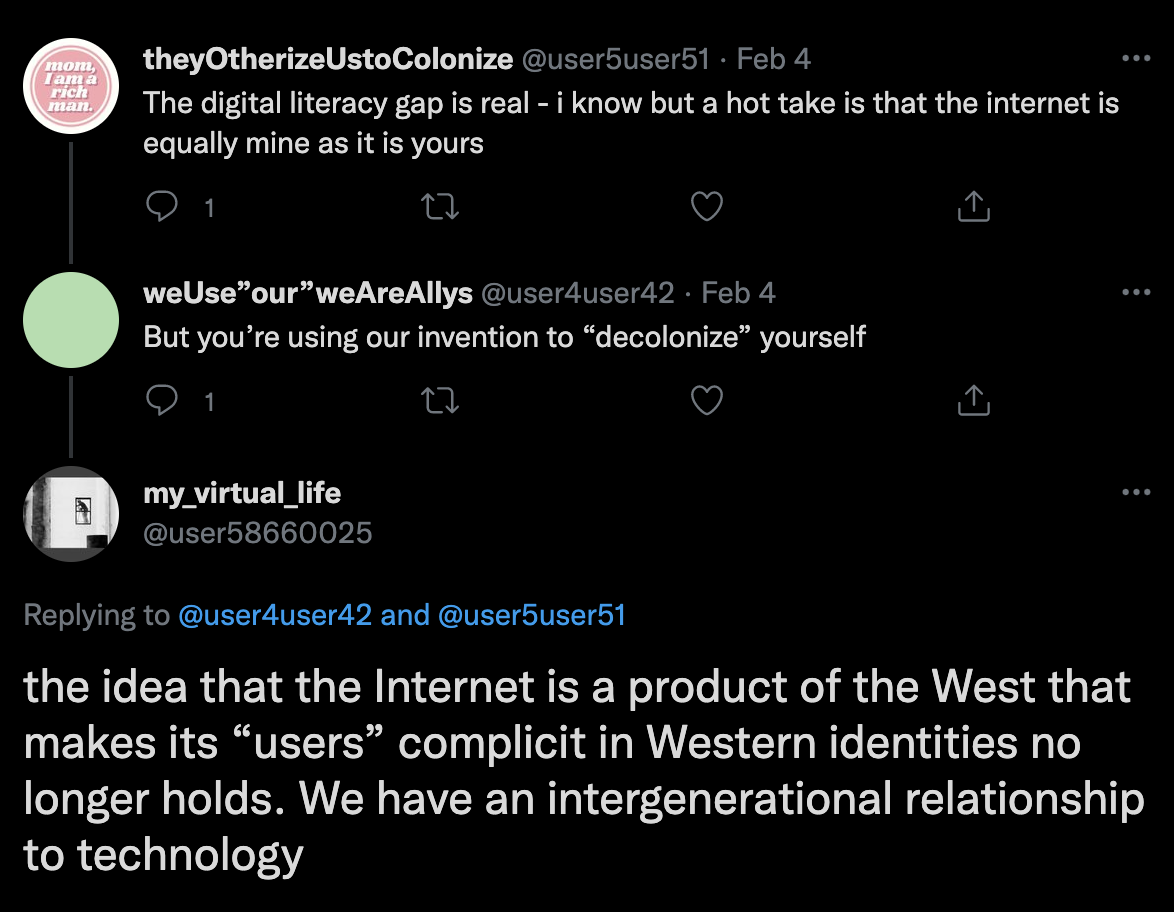 mom,
I am a
rich
man.
theyOtherizeUstoColonize @user5user51 · Feb 4
The digital literacy gap is real - i know but a hot take is that the internet is
equally mine as it is yours
1
weUse”our”weAreAllys @user4user42 · Feb 4
But you’re using our invention to “decolonize” yourself
1
my_virtual_life
@user58660025
Replying to @user4user42 and @user5user51
the idea that the Internet is a product of the West that
makes its “users” complicit in Western identities no
longer holds. We have an intergenerational relationship
to technology